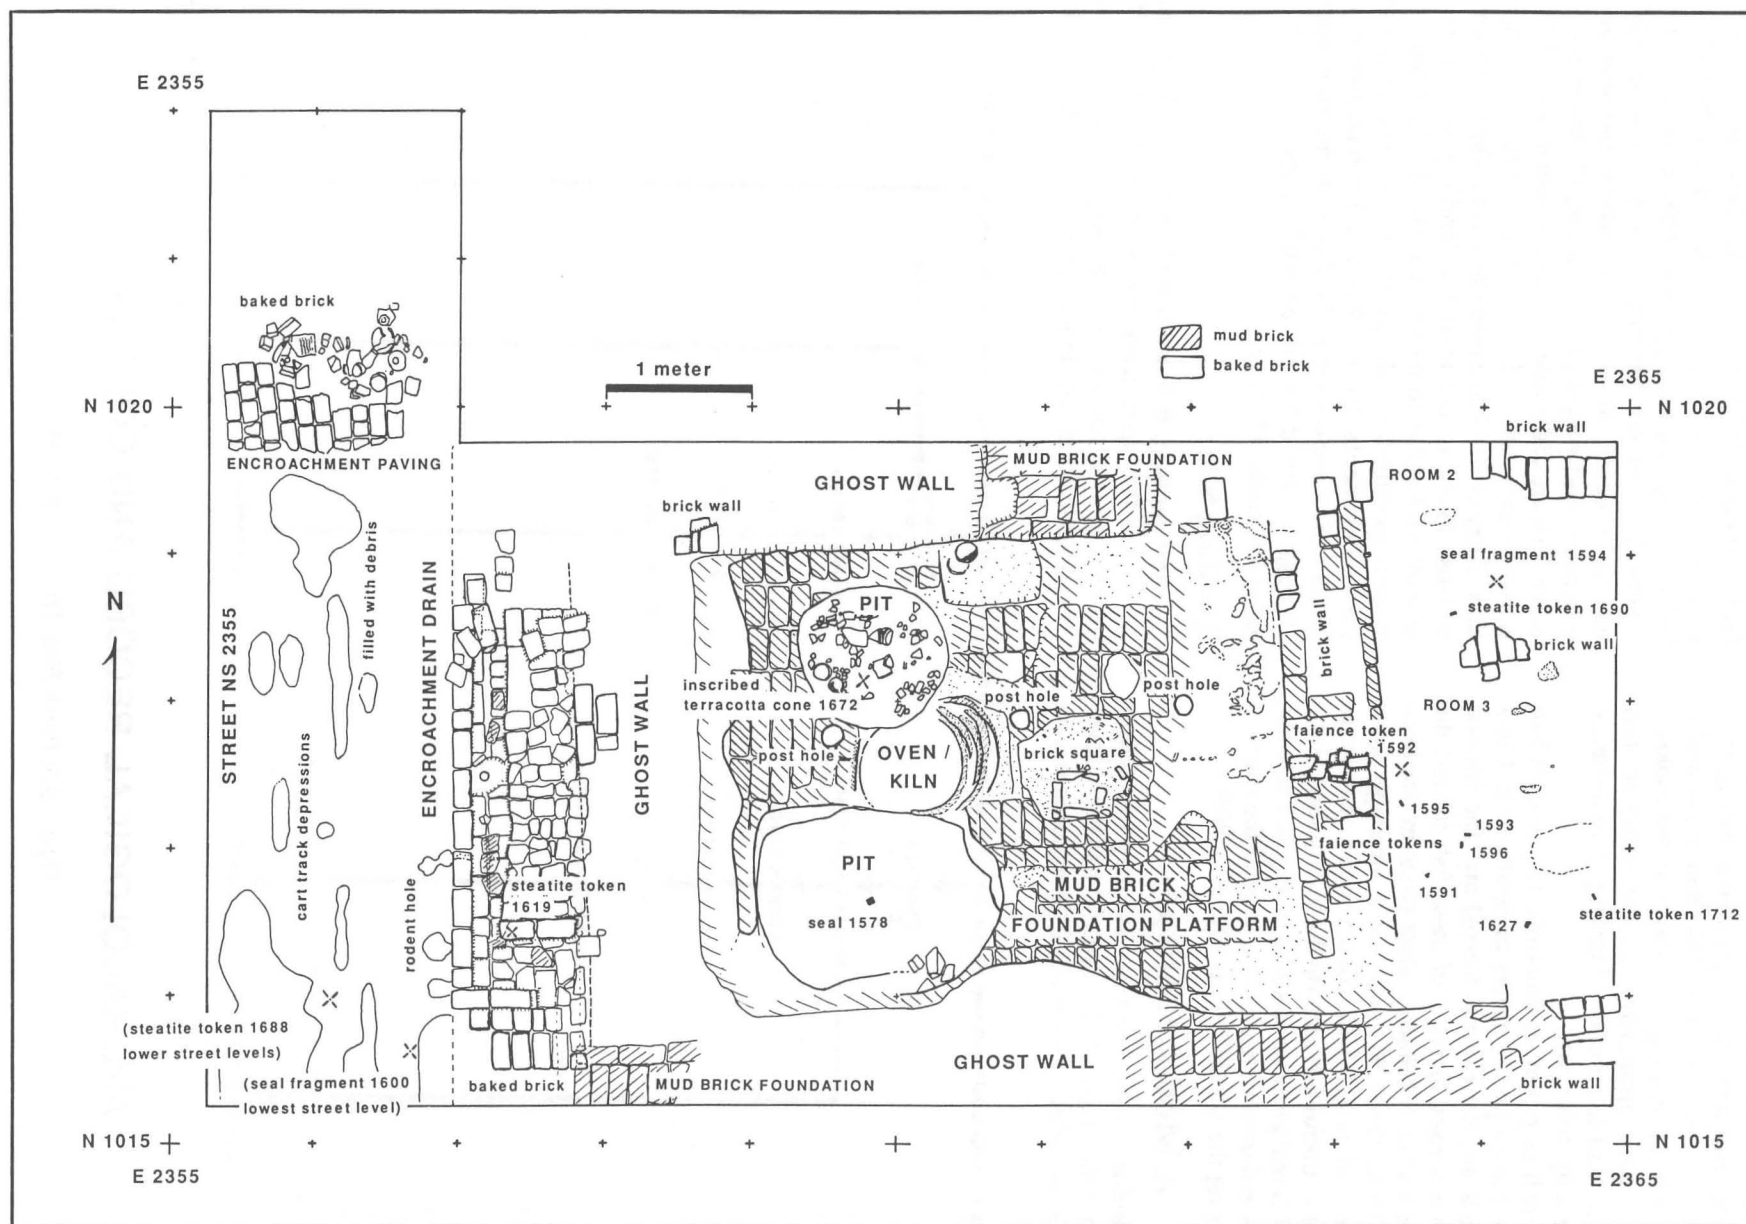 E 2355
baked brick
1 meter
mud brick
baked brick
E 2365
N 1020
N 1020
brick wall
ENCROACHMENT PAVING
GHOST WALL
MUD BRICK FOUNDATION
ROOM 2
brick wall
filled with debris
seal fragment 1594
N
PIT
steatite token 1690
brick wall
brick wall
STREET NS 2355
ENCROACHMENT DRAIN
GHOST WALL
inscribed
terracotta cone 1672
post hole
post hole
ROOM 3
faience token
1592
post hole
OVEN /
KILN
brick square
cart track depressions
1595
1593
faience tokens
1596
PIT
rodent hole
steatite token
1619
MUD BRICK
1591
seal 1578
FOUNDATION PLATFORM
1627
steatite token 1712
(steatite token 1688
lower street levels)
GHOST WALL
(seal fragment 1600
lowest street level)
baked brick
MUD BRICK FOUNDATION
brick wall
N 1015
N 1015
E 2355
E 2365